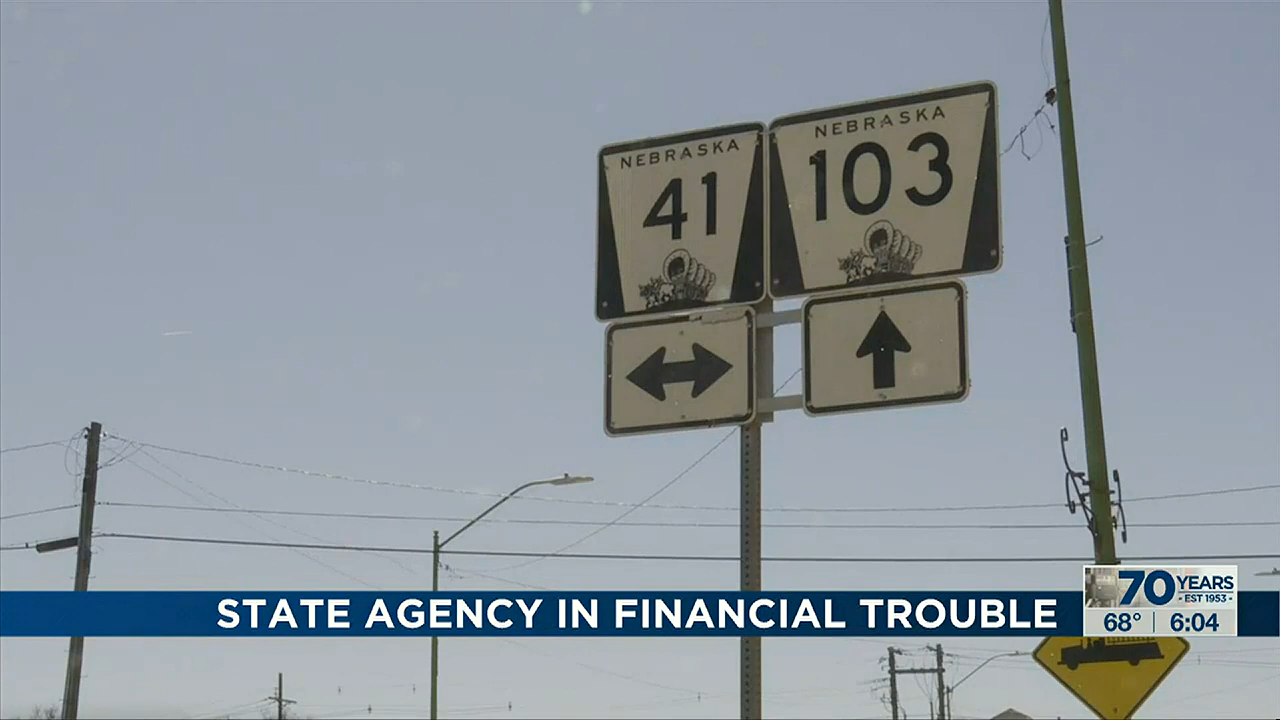 NEBRASKA
41
NEBRASKA
103
STATE AGENCY IN FINANCIAL TROUBLE
70 YEARS
- EST 1953 -
68° | 6:04